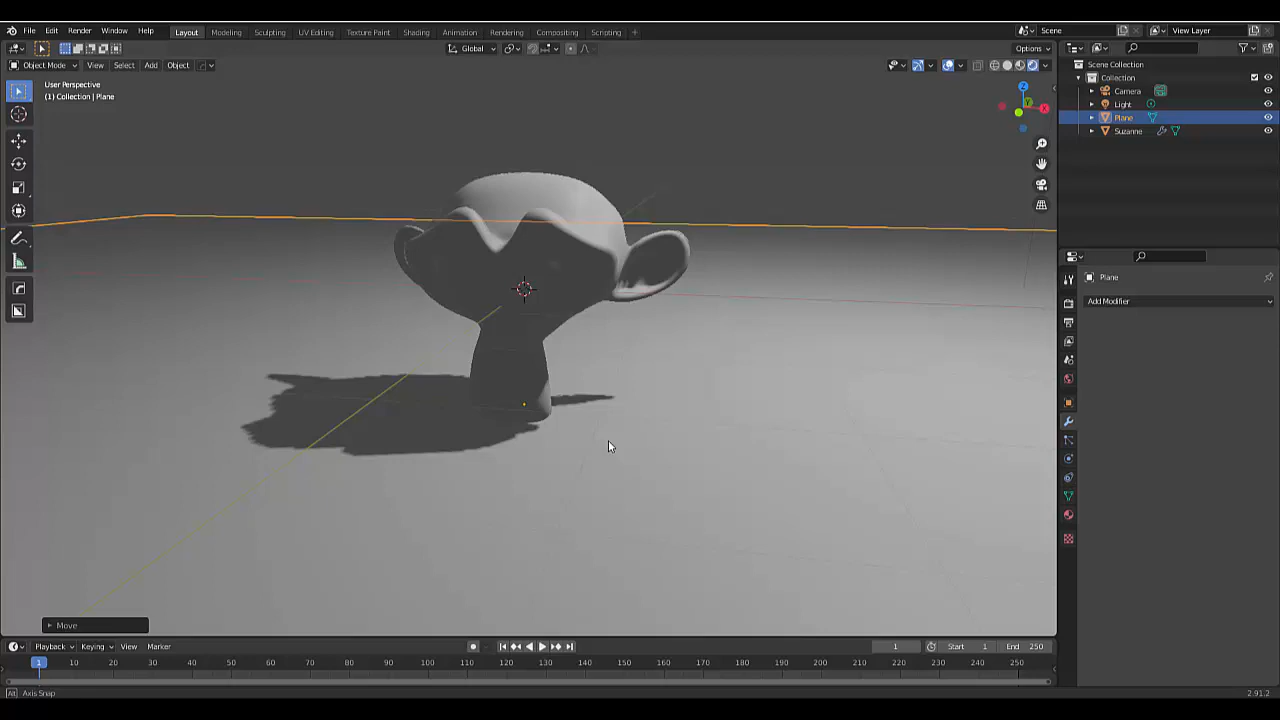 File Edit Render Window Help Layout Modeling Sculpting UV Editing Texture Paint Shading Animation Rendering Compositing Scripting + Scene View Layer
Global Options
Object Mode View Select Add Object
User Perspective
(1) Collection | Plane
Z
Y
X
Scene Collection
Collection
Camera
Light
Plane
Suzanne
Plane
Add Modifier
Move
Playback Keying View Marker 1 Start 1 End 250
1 10 20 30 40 50 60 70 80 90 100 110 120 130 140 150 160 170 180 190 200 210 220 230 240 250
Alt Axis Snap 2.91.2